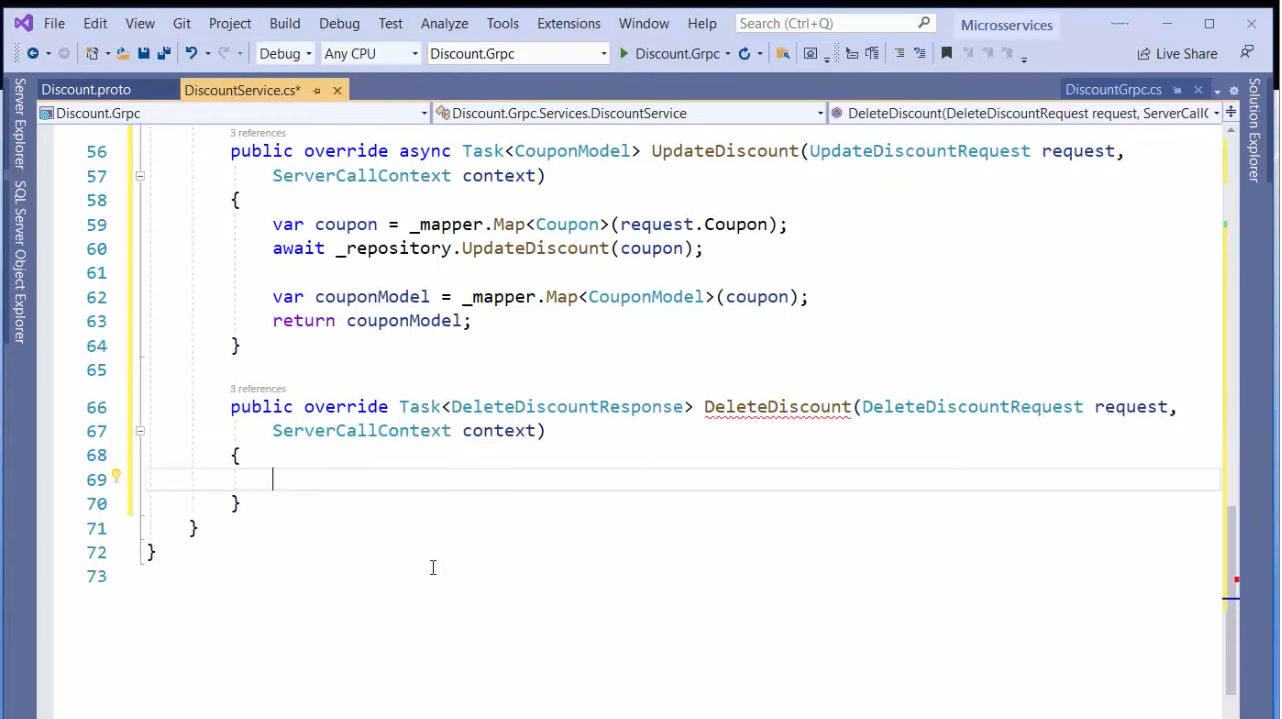 File Edit View Git Project Build Debug Test Analyze Tools Extensions Window Help Search (Ctrl+Q) Microsservices
Debug Any CPU Discount.Grpc Discount.Grpc Live Share
Discount.proto DiscountService.cs* DiscountGrpc.cs
Discount.Grpc Discount.Grpc.Services.DiscountService DeleteDiscount(DeleteDiscountRequest request, ServerCallC
Server Explorer
SQL Server Object Explorer
Solution Explorer
3 references
56 public override async Task<CouponModel> UpdateDiscount(UpdateDiscountRequest request,
57 ServerCallContext context)
58 {
59 var coupon = _mapper.Map<Coupon>(request.Coupon);
60 await _repository.UpdateDiscount(coupon);
61
62 var couponModel = _mapper.Map<CouponModel>(coupon);
63 return couponModel;
64 }
65
3 references
66 public override Task<DeleteDiscountResponse> DeleteDiscount(DeleteDiscountRequest request,
67 ServerCallContext context)
68 {
69
70 }
71 }
72 }
73